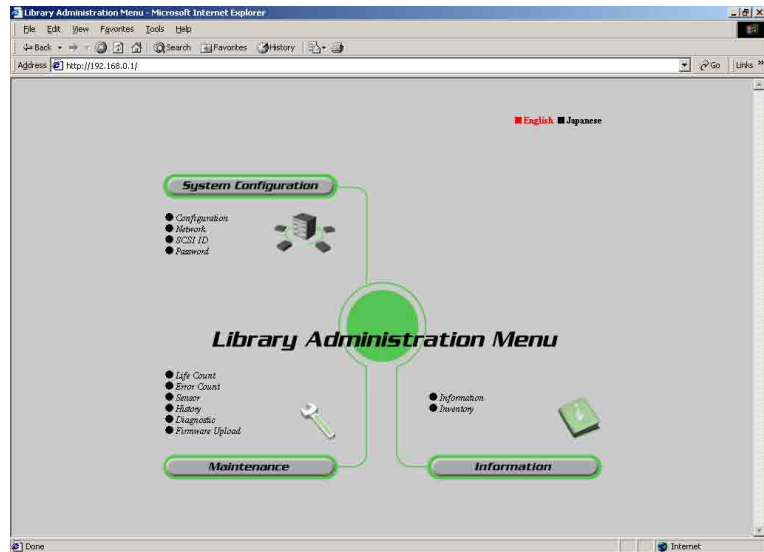 Library Administration Menu - Microsoft Internet Explorer
File Edit View Favorites Tools Help
Back Search Favorites History
Address http://192.168.0.1/ Go Links »
English Japanese
System Configuration
Configuration
Network
SCSI ID
Password
Library Administration Menu
Life Count
Error Count
Sensor
History
Diagnostic
Firmware Upload
Maintenance
Information
Inventory
Information
Done Internet